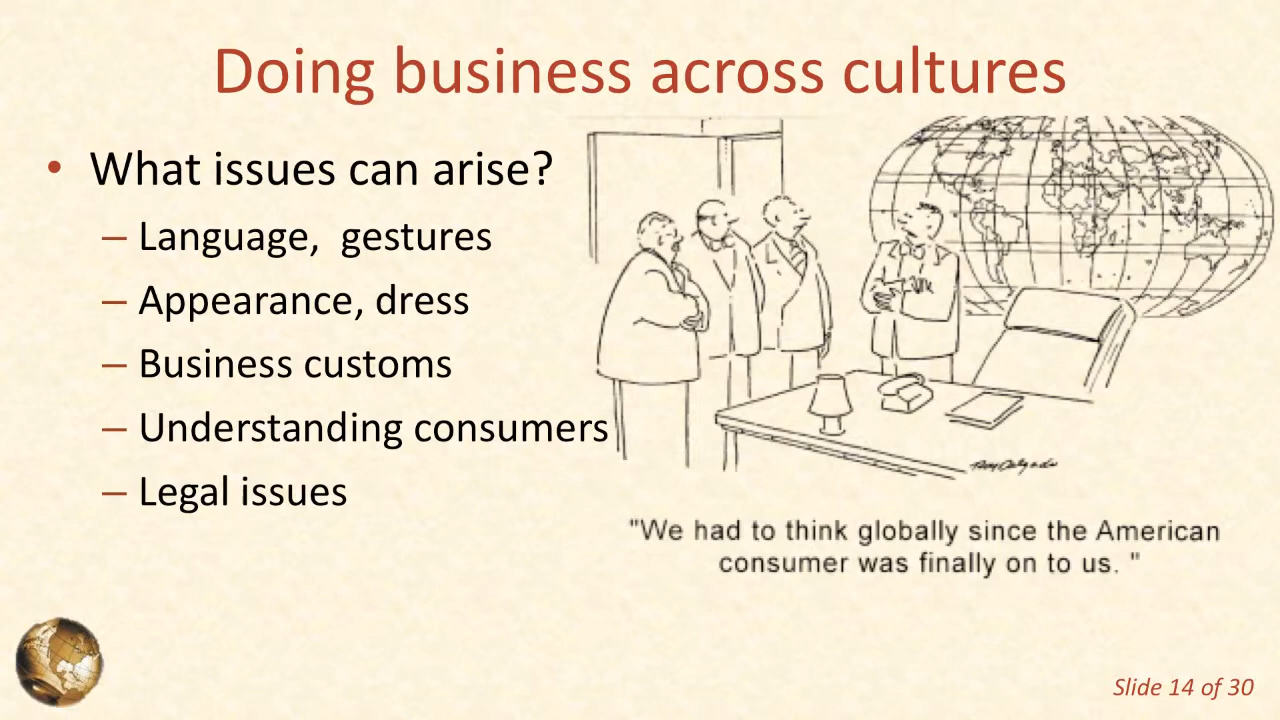 Doing business across cultures
• What issues can arise?
– Language,  gestures
– Appearance, dress
– Business customs
– Understanding consumers
– Legal issues
"We had to think globally since the American
consumer was finally on to us. "
Slide 14 of 30